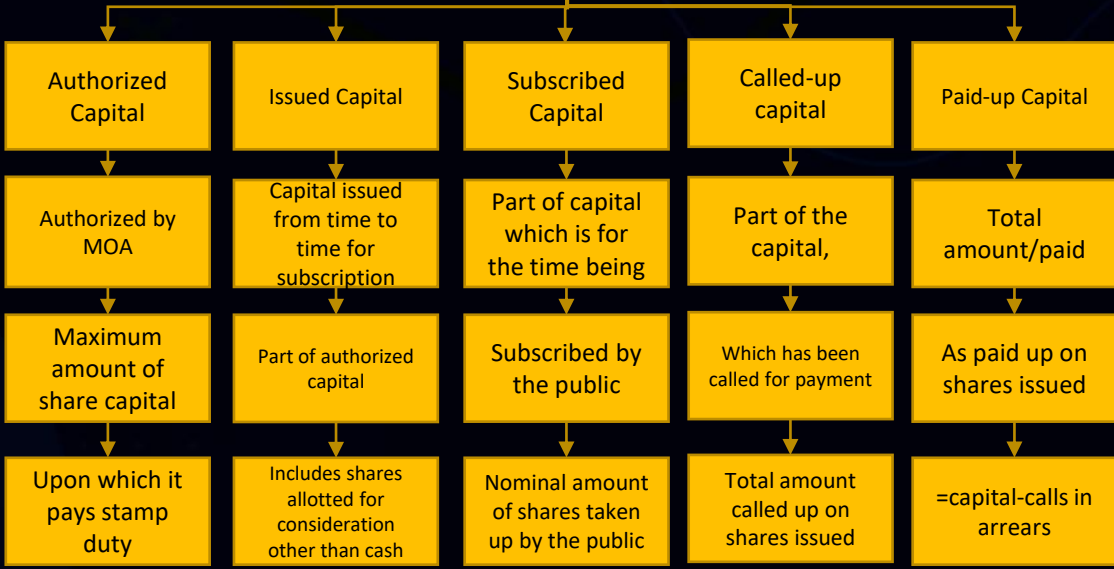 Authorized
Capital
Issued Capital
Subscribed
Capital
Called-up
capital
Paid-up Capital
Authorized by
MOA
Capital issued
from time to
time for
subscription
Part of capital
which is for
the time being
Part of the
capital,
Total
amount/paid
Maximum
amount of
share capital
Part of authorized
capital
Subscribed by
the public
Which has been
called for payment
As paid up on
shares issued
Upon which it
pays stamp
duty
Includes shares
allotted for
consideration
other than cash
Nominal amount
of shares taken
up by the public
Total amount
called up on
shares issued
=capital-calls in
arrears